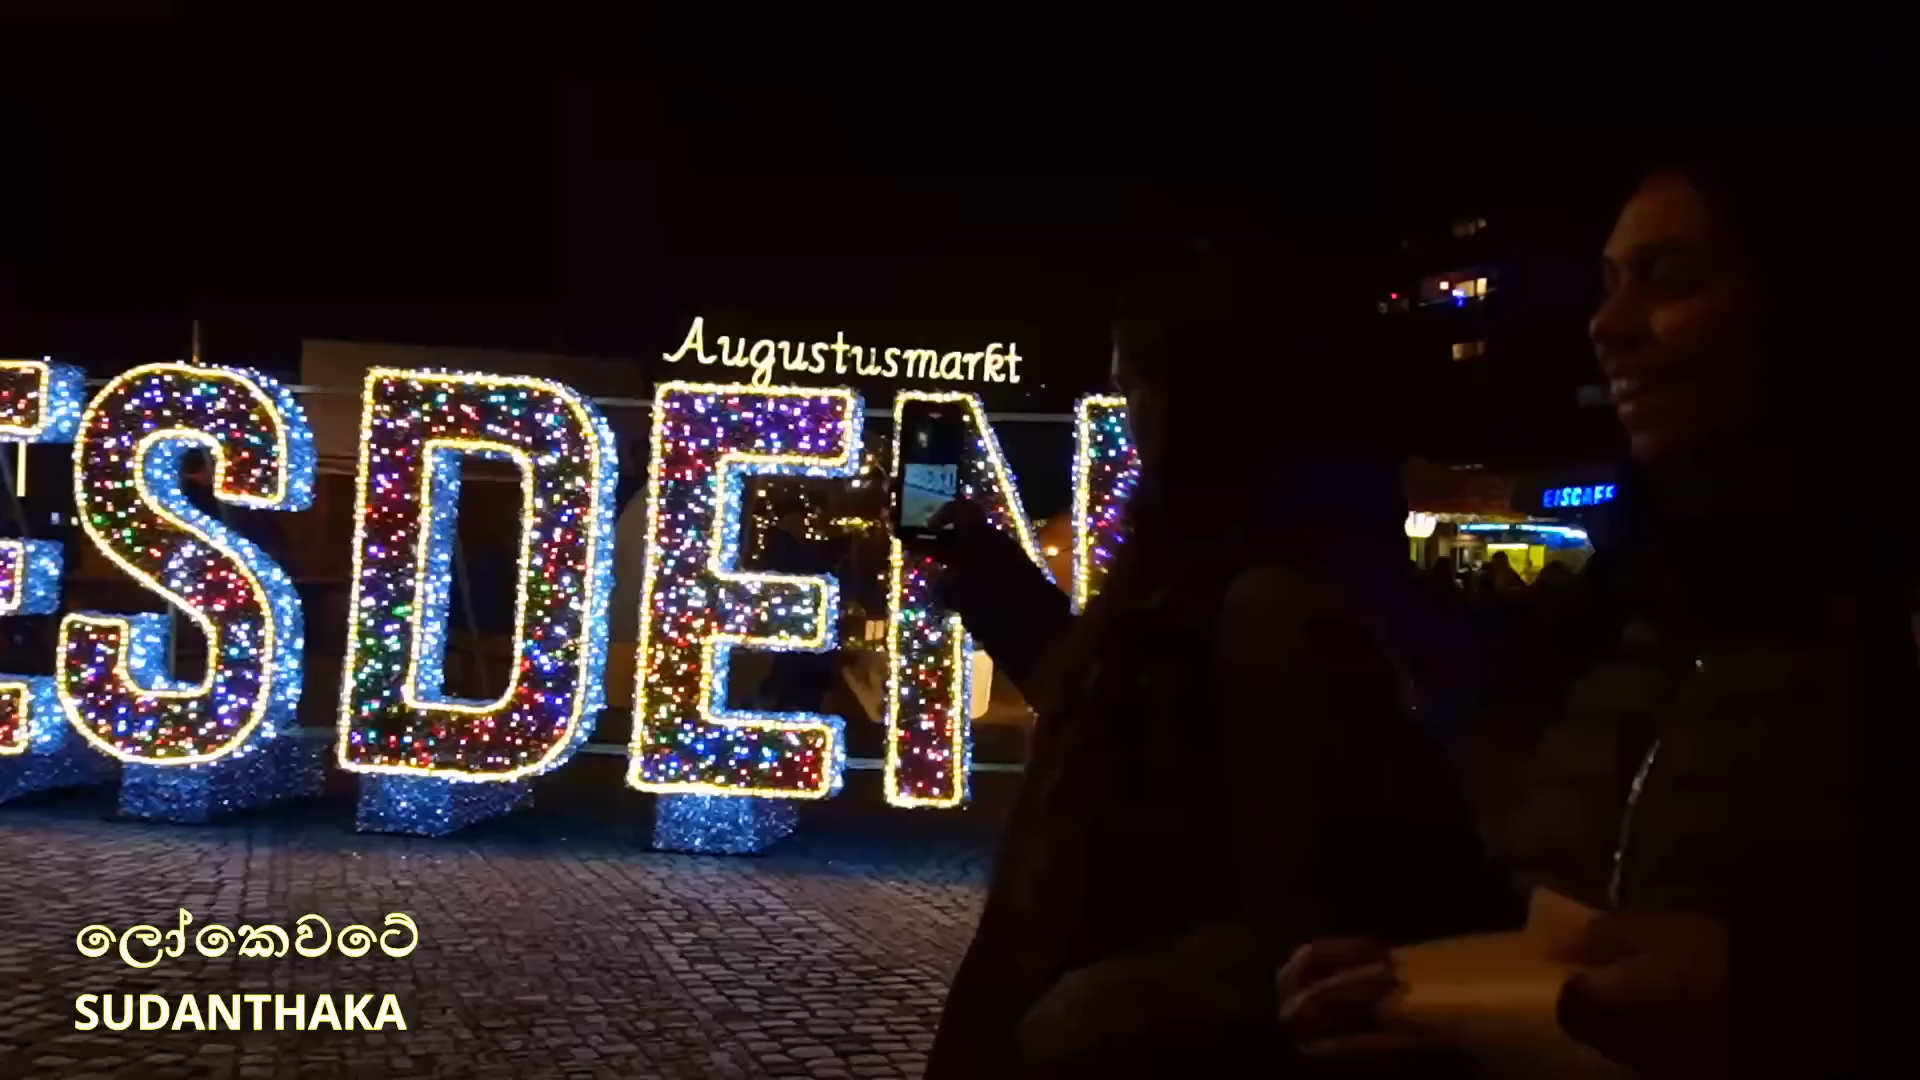 Augustusmarkt
ESDEN
EISCAFE
ලෝකෙවටේ
SUDANTHAKA